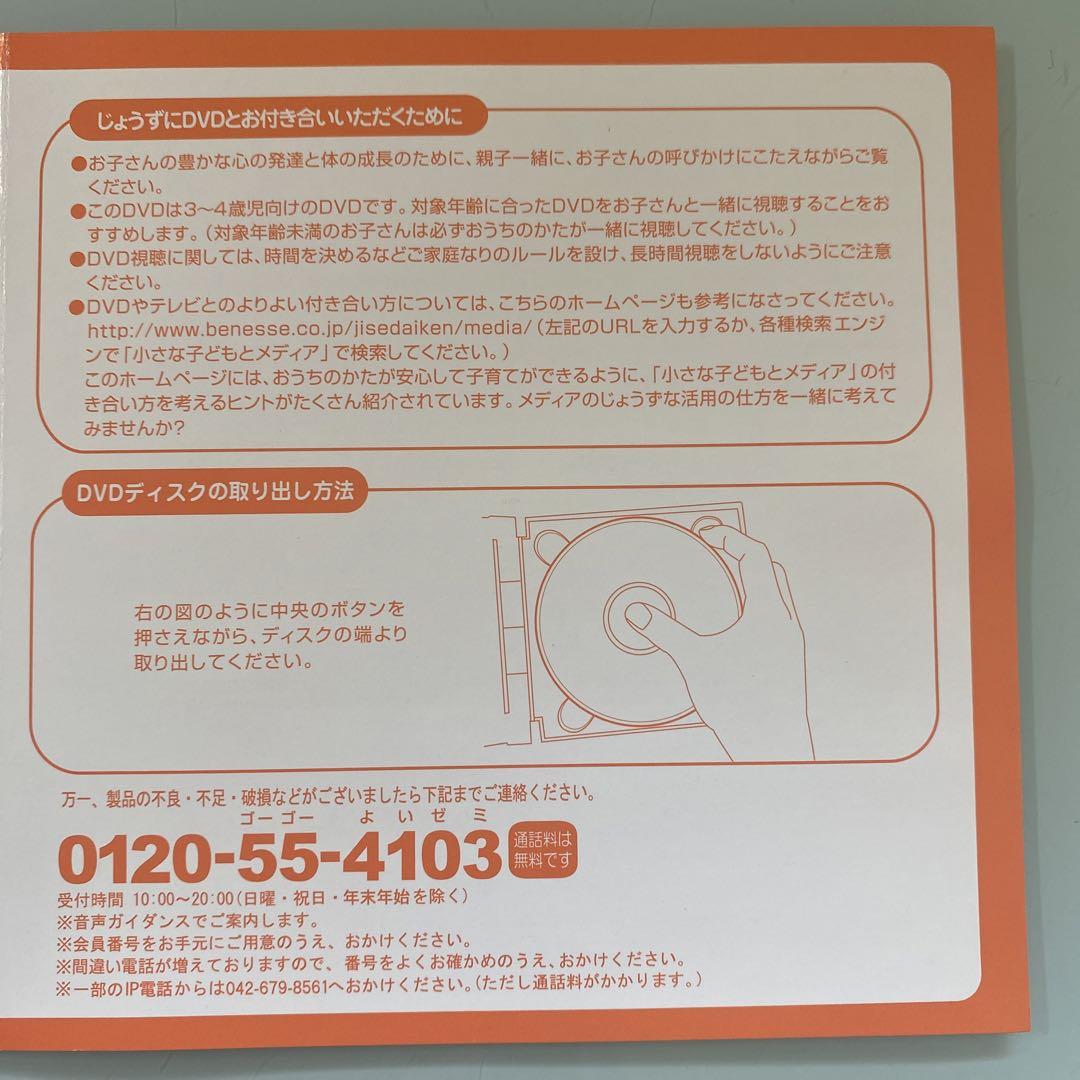 じょうずにDVDとお付き合いいただくために
●お子さんの豊かな心の発達と体の成長のために、親子一緒に、お子さんの呼びかけにこたえながらご覧
ください。
●このDVDは3〜4歳児向けのDVDです。対象年齢に合ったDVDをお子さんと一緒に視聴することをお
すすめします。(対象年齢未満のお子さんは必ずおうちのかたが一緒に視聴してください。)
●DVD視聴に関しては、時間を決めるなどご家庭なりのルールを設け、長時間視聴をしないようにご注意
ください。
●DVDやテレビとのよりよい付き合い方については、こちらのホームページも参考になさってください。
http://www.benesse.co.jp/jisedaiken/media/(左記のURLを入力するか、各種検索エンジ
ンで「小さな子どもとメディア」で検索してください。)
このホームページには、おうちのかたが安心して子育てができるように、「小さな子どもとメディア」の付
き合い方を考えるヒントがたくさん紹介されています。メディアのじょうずな活用の仕方を一緒に考えて
みませんか?
DVDディスクの取り出し方法
右の図のように中央のボタンを
押さえながら、ディスクの端より
取り出してください。
万一、製品の不良・不足・破損などがございましたら下記までご連絡ください。
ゴーゴー よいゼミ
0120-55-4103 通話料は
無料です
受付時間 10:00〜20:00(日曜・祝日・年末年始を除く)
※音声ガイダンスでご案内します。
※会員番号をお手元にご用意のうえ、おかけください。
※間違い電話が増えておりますので、番号をよくお確かめのうえ、おかけください。
※一部のIP電話からは042-679-8561へおかけください。(ただし通話料がかかります。)